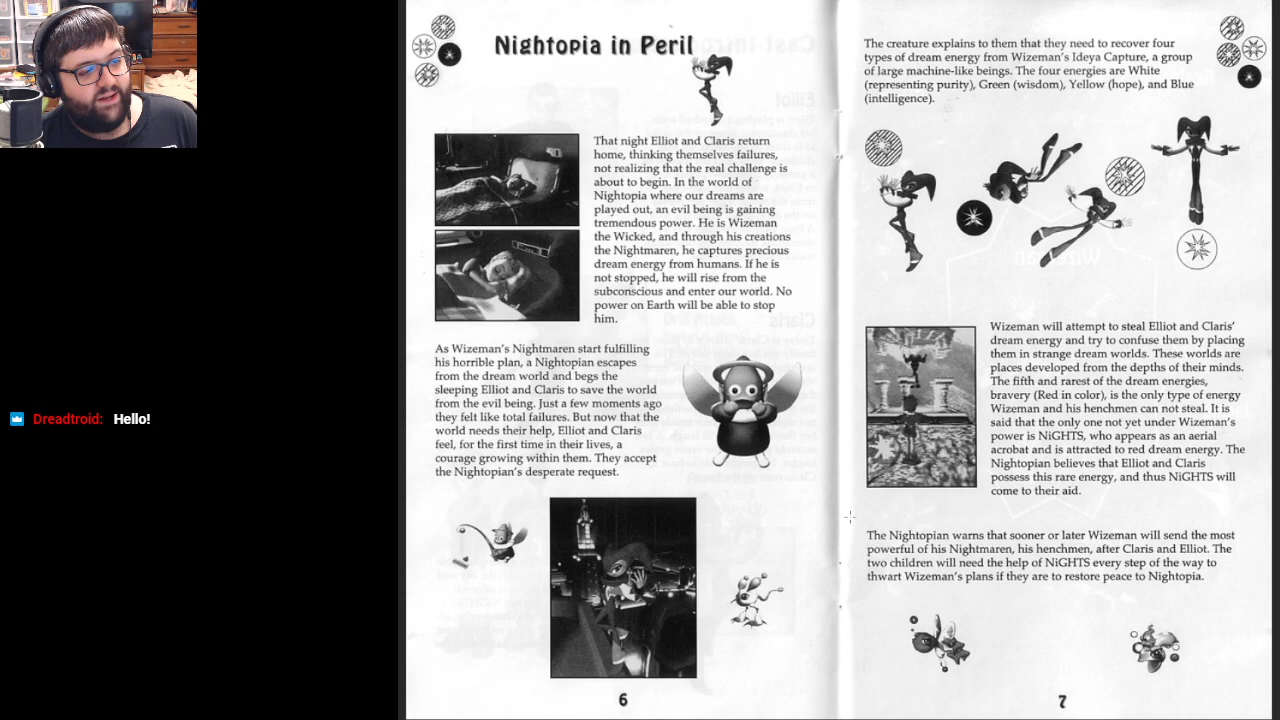 Dreadtroid: Hello!
Nightopia in Peril
That night Elliot and Claris return
home, thinking themselves failures,
not realizing that the real challenge is
about to begin. In the world of
Nightopia where our dreams are
played out, an evil being is gaining
tremendous power. He is Wizeman
the Wicked, and through his creations
the Nightmaren, he captures precious
dream energy from humans. If he is
not stopped, he will rise from the
subconscious and enter our world. No
power on Earth will be able to stop
him.
As Wizeman's Nightmaren start fulfilling
his horrible plan, a Nightopian escapes
from the dream world and begs the
sleeping Elliot and Claris to save the world
from the evil being. Just a few moments ago
they felt like total failures. But now that the
world needs their help, Elliot and Claris
feel, for the first time in their lives, a
courage growing within them. They accept
the Nightopian's desperate request.
6
The creature explains to them that they need to recover four
types of dream energy from Wizeman's Ideya Capture, a group
of large machine-like beings. The four energies are White
(representing purity), Green (wisdom), Yellow (hope), and Blue
(intelligence).
Wizeman will attempt to steal Elliot and Claris'
dream energy and try to confuse them by placing
them in strange dream worlds. These worlds are
places developed from the depths of their minds.
The fifth and rarest of the dream energies,
bravery (Red in color), is the only type of energy
Wizeman and his henchmen can not steal. It is
said that the only one not yet under Wizeman's
power is NiGHTS, who appears as an aerial
acrobat and is attracted to red dream energy. The
Nightopian believes that Elliot and Claris
possess this rare energy, and thus NiGHTS will
come to their aid.
The Nightopian warns that sooner or later Wizeman will send the most
powerful of his Nightmaren, his henchmen, after Claris and Elliot. The
two children will need the help of NiGHTS every step of the way to
thwart Wizeman's plans if they are to restore peace to Nightopia.
7